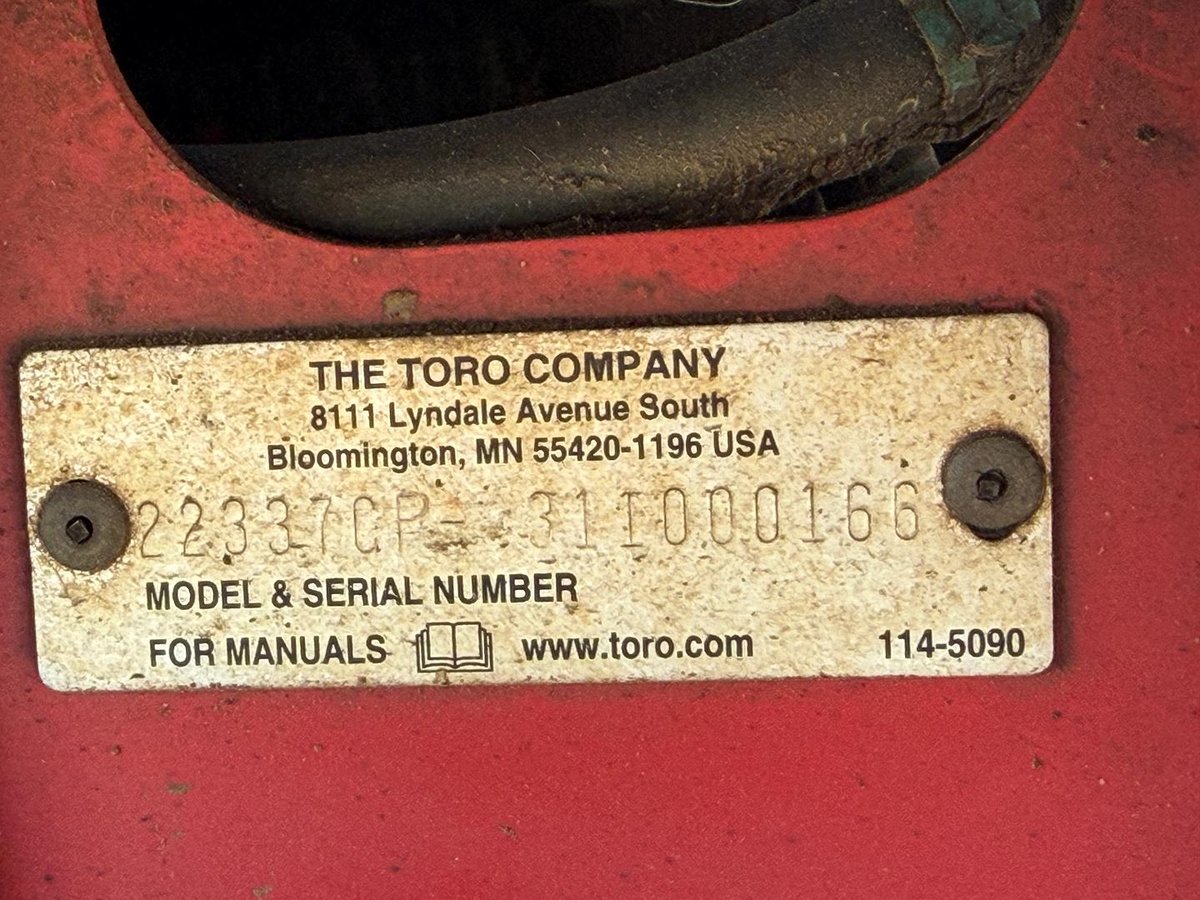 THE TORO COMPANY
8111 Lyndale Avenue South
Bloomington, MN 55420-1196 USA
22337CP- 311000166
MODEL & SERIAL NUMBER
FOR MANUALS www.toro.com 114-5090